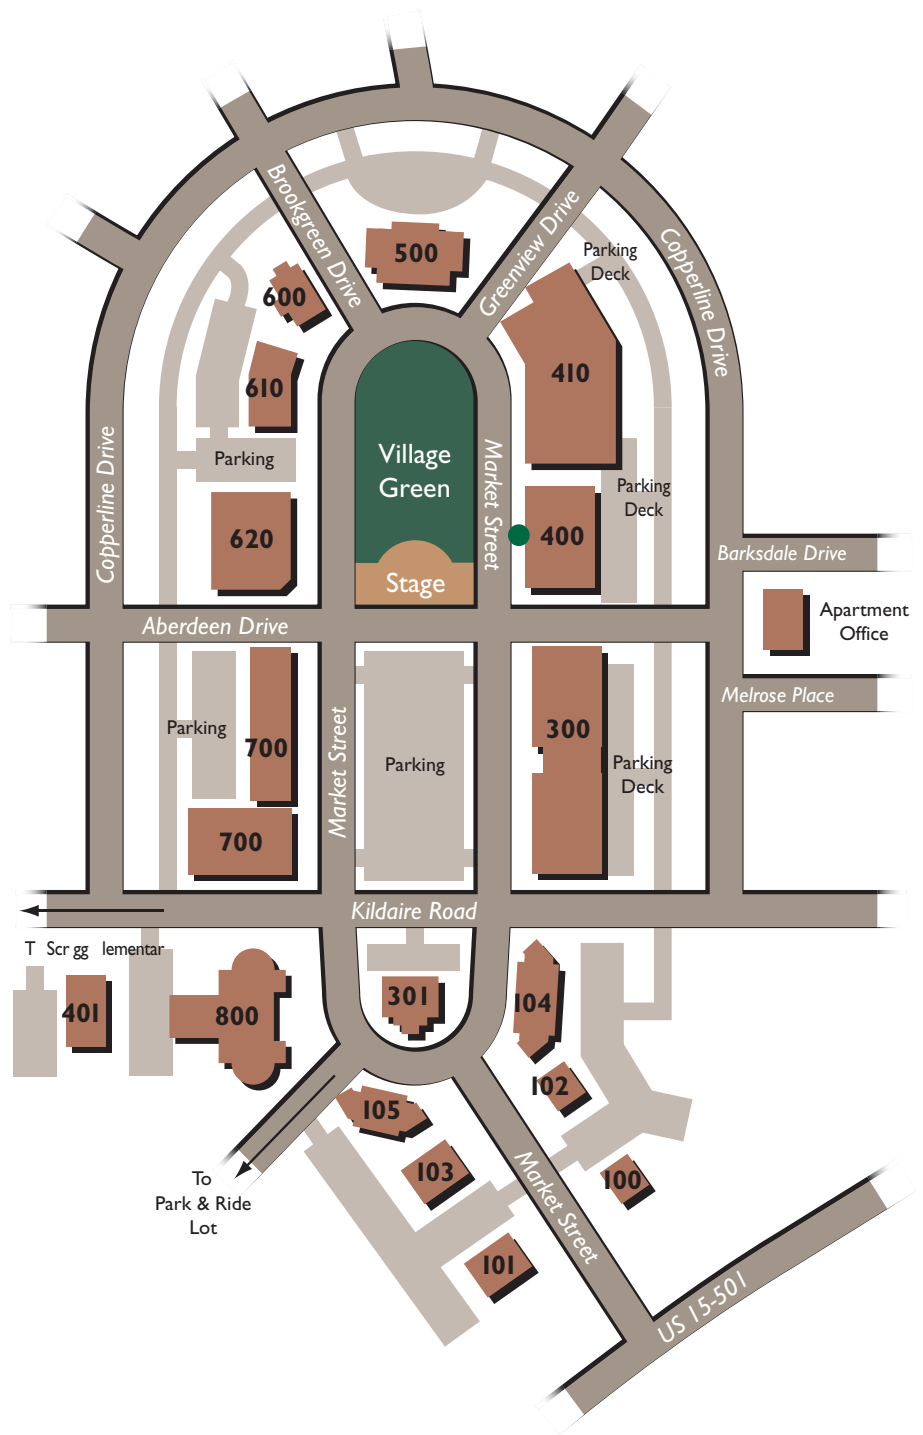 Brookgreen Drive
500
Greenview Drive
Parking
Deck
Copperline Drive
600
410
610
Village
Green
Parking
Copperline Drive
Market Street
Parking
Deck
620
400
Barksdale Drive
Stage
Apartment
Office
Aberdeen Drive
Melrose Place
Parking
700
Market Street
Parking
300
Parking
Deck
700
Kildaire Road
T Scr gg lementar
401
800
301
104
102
105
103
100
To
Park & Ride
Lot
Market Street
101
US 15-501